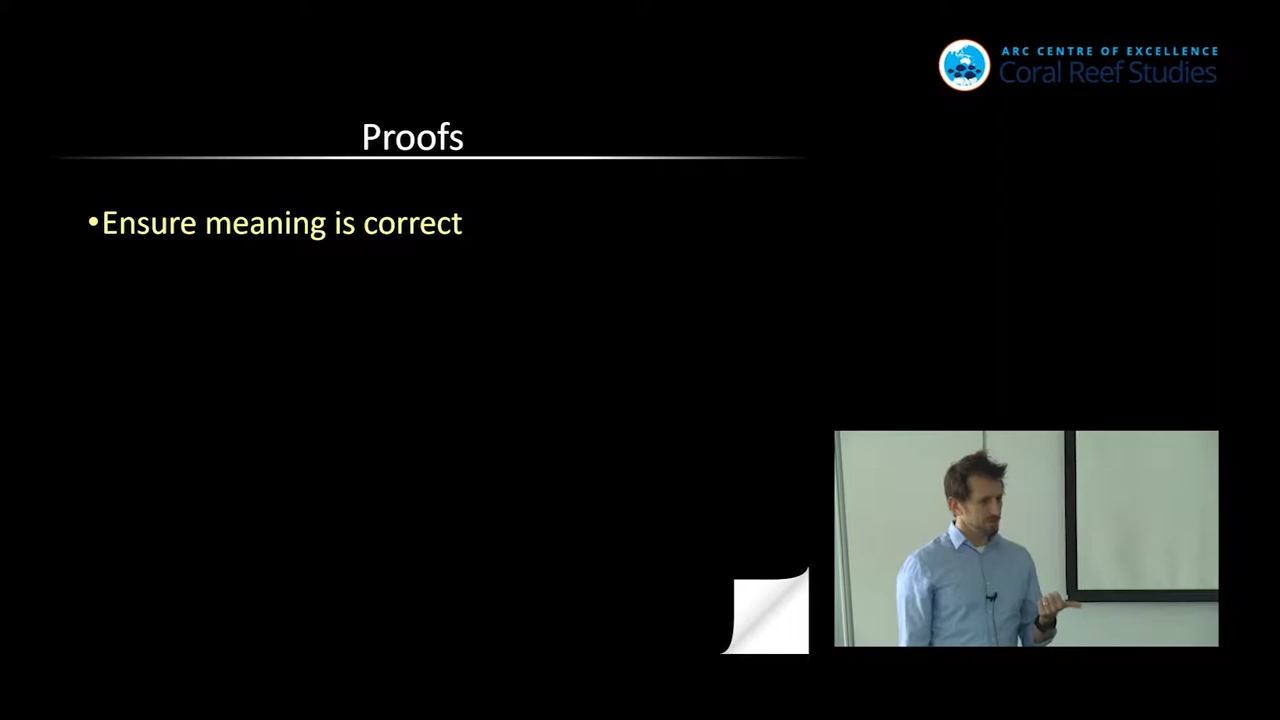 ARC CENTRE OF EXCELLENCE
Coral Reef Studies
Proofs
•Ensure meaning is correct